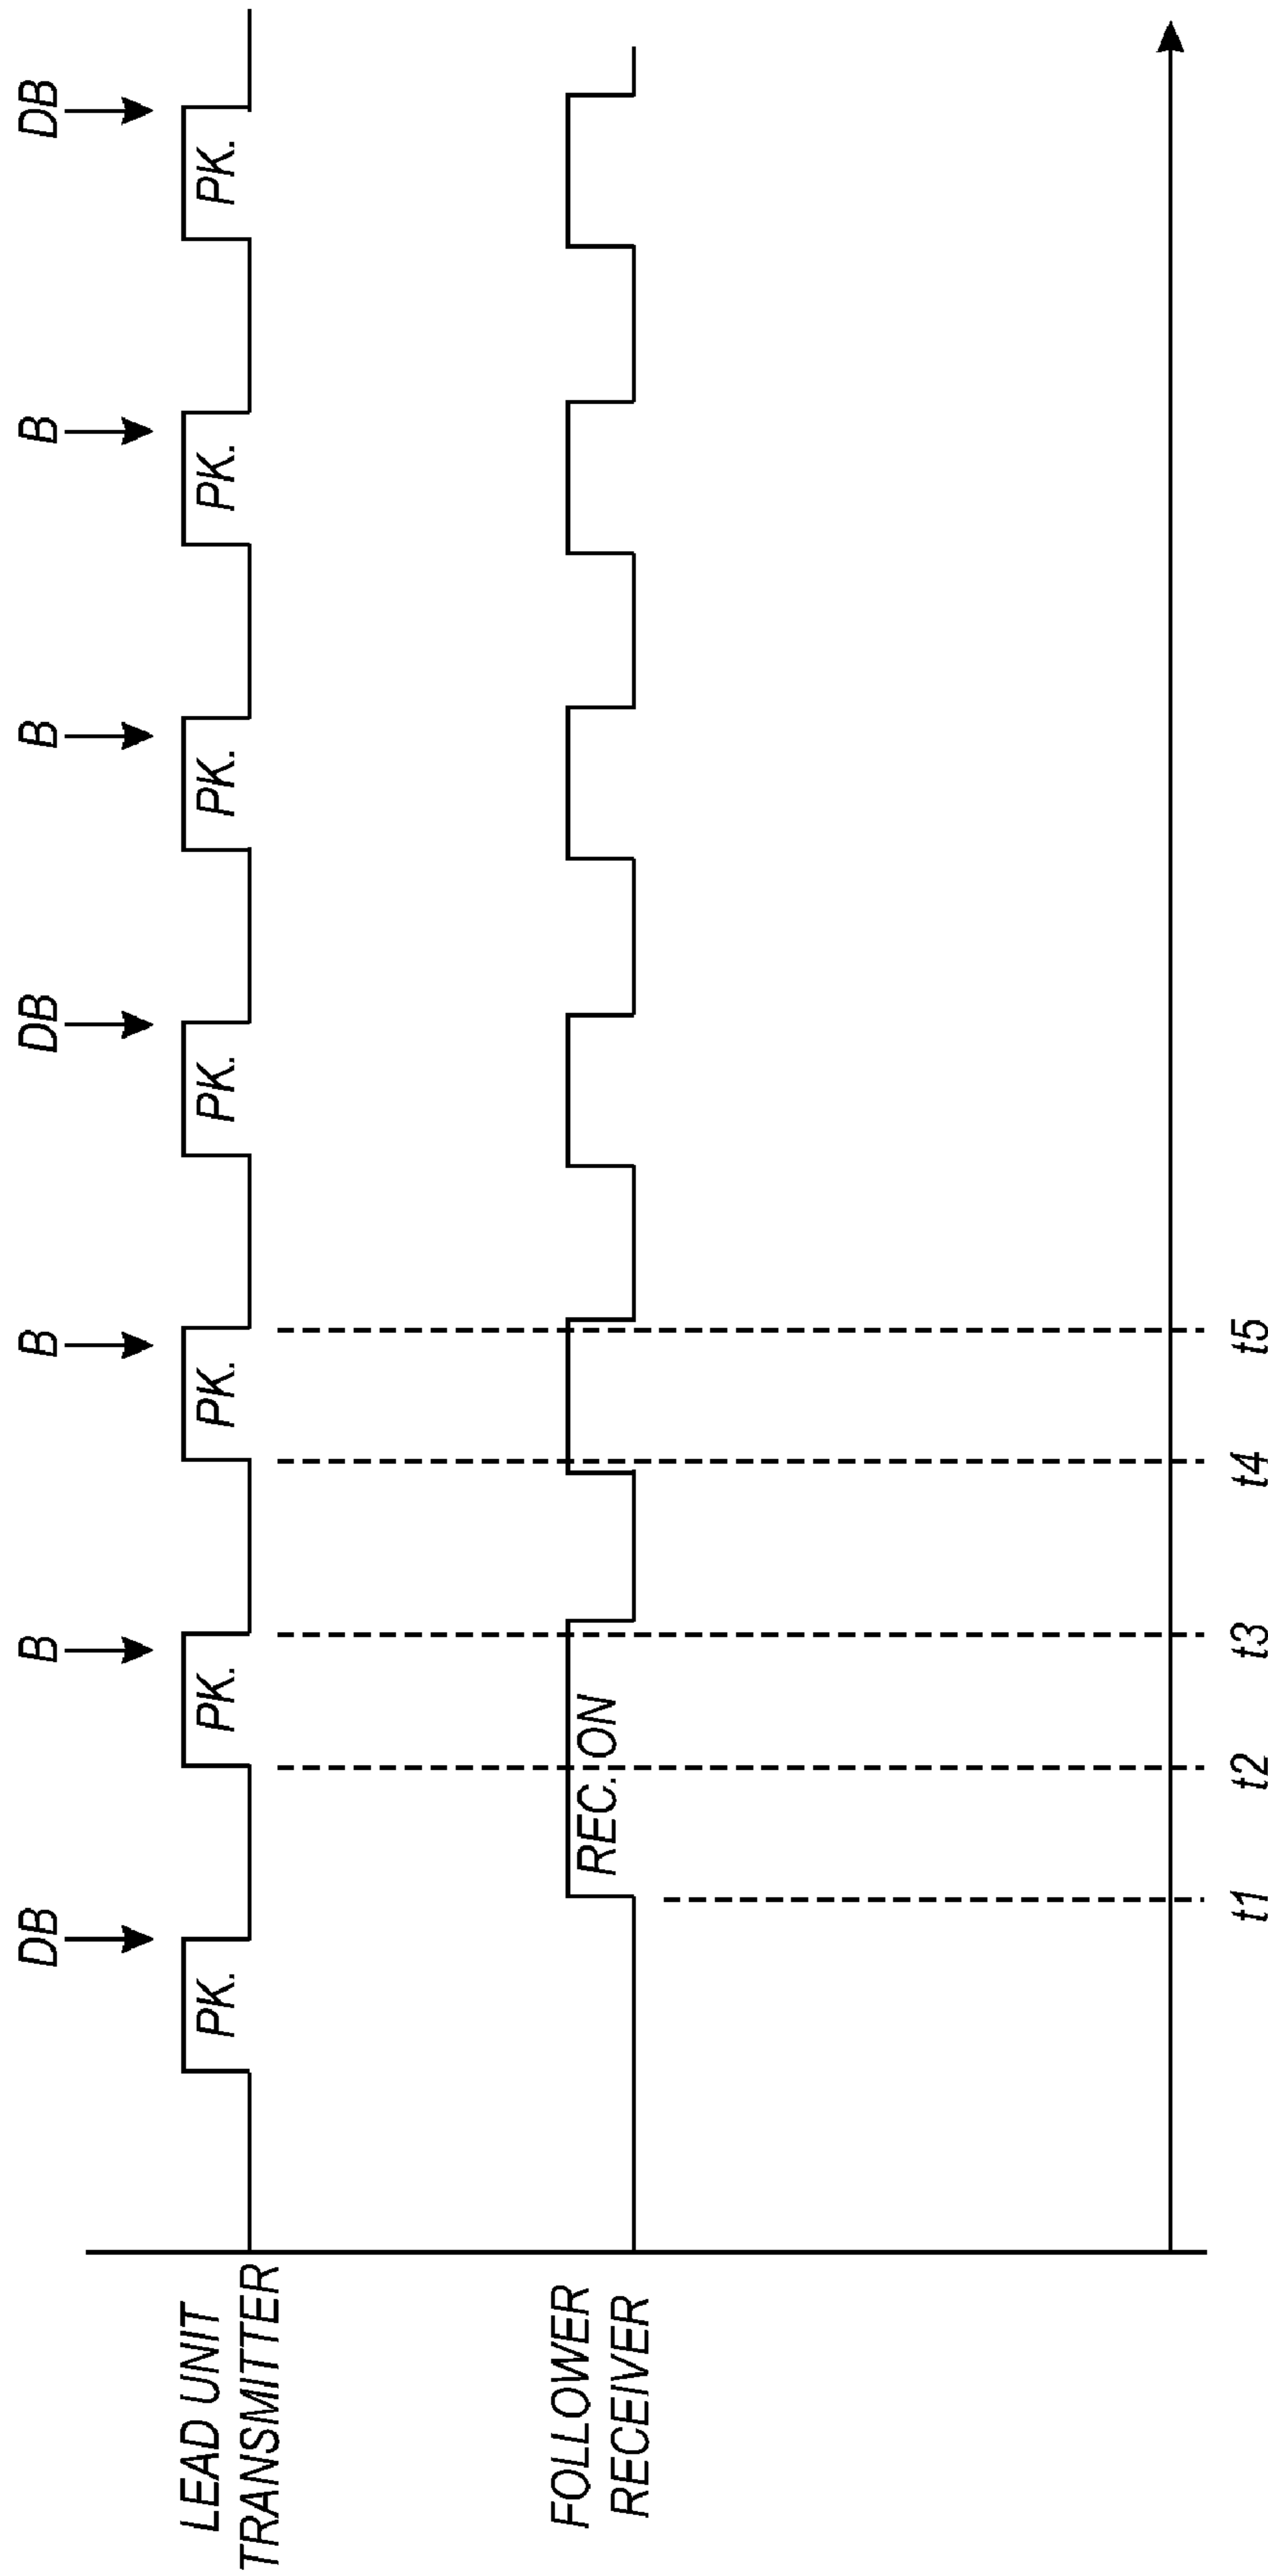 DB
B
B
DB
B
B
DB
LEAD UNIT
TRANSMITTER
PK.
PK.
PK.
PK.
PK.
PK.
PK.
FOLLOWER
RECEIVER
REC. ON
t1
t2
t3
t4
t5